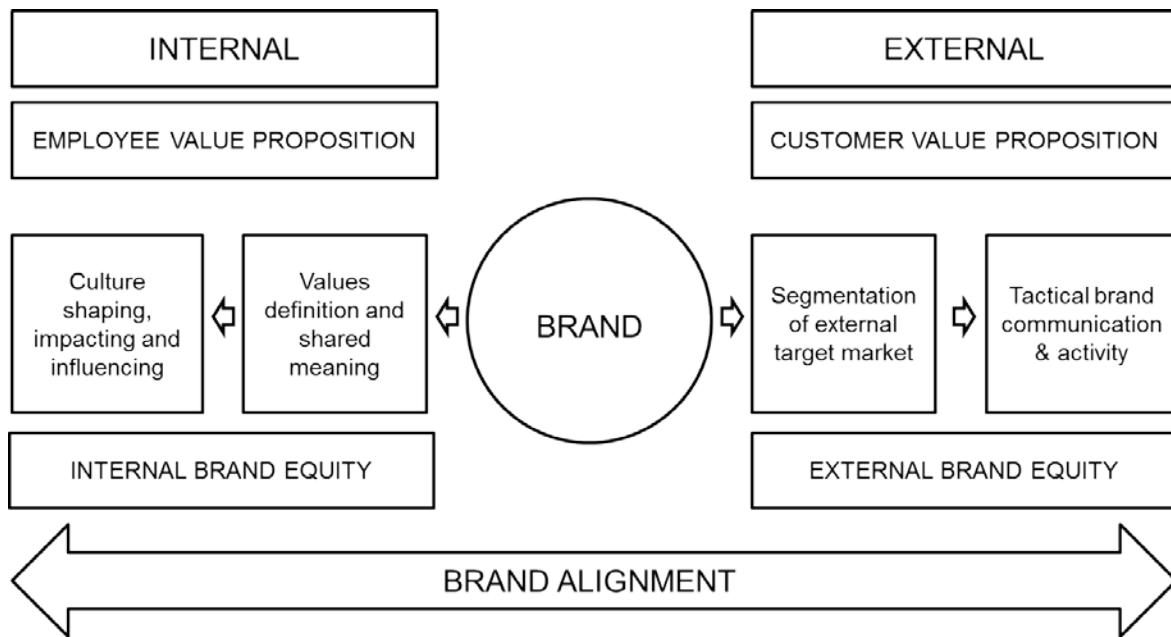 INTERNAL
EXTERNAL
EMPLOYEE VALUE PROPOSITION
CUSTOMER VALUE PROPOSITION
Culture
shaping,
impacting and
influencing
Values
definition and
shared
meaning
BRAND
Segmentation
of external
target market
Tactical brand
communication
& activity
INTERNAL BRAND EQUITY
EXTERNAL BRAND EQUITY
BRAND ALIGNMENT